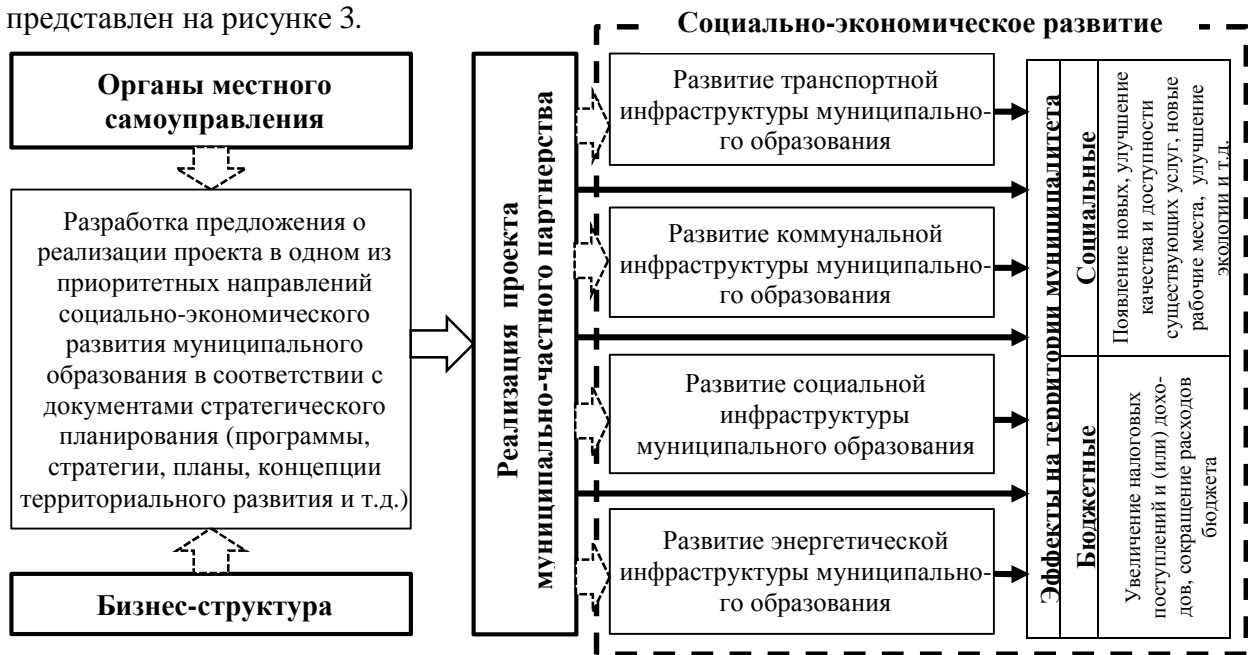 представлен на рисунке 3.
Социально-экономическое развитие
Органы местного
самоуправления
Разработка предложения о
реализации проекта в одном из
приоритетных направлений
социально-экономического
развития муниципального
образования в соответствии с
документами стратегического
планирования (программы,
стратегии, планы, концепции
территориального развития и т.д.)
Бизнес-структура
Реализация проекта
муниципально-частного партнерства
Развитие транспортной
инфраструктуры муниципально-
го образования
Развитие коммунальной
инфраструктуры муниципально-
го образования
Развитие социальной
инфраструктуры
муниципального образования
Развитие энергетической
инфраструктуры муниципально-
го образования
Эффекты на территории муниципалитета
Социальные
Появление новых, улучшение
качества и доступности
существующих услуг, новые
рабочие места, улучшение
экологии и т.д.
Бюджетные
Увеличение налоговых
поступлений и (или) дохо-
дов, сокращение расходов
бюджета